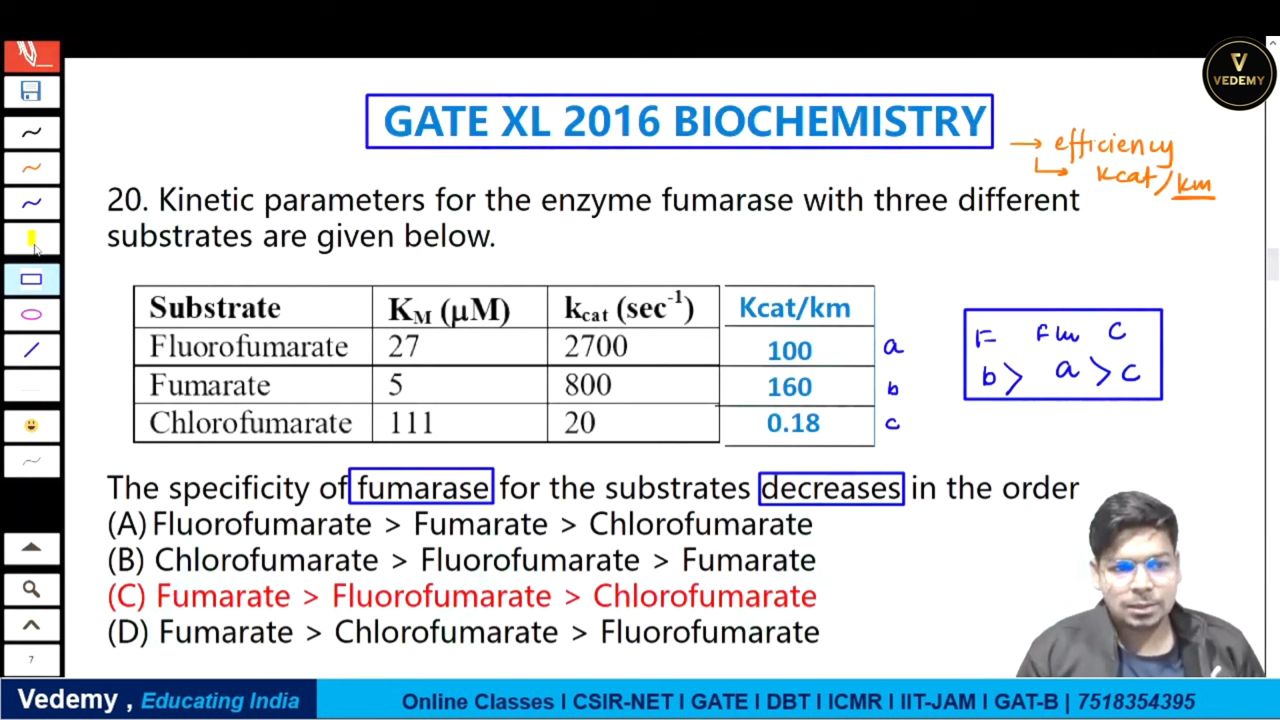 GATE XL 2016 BIOCHEMISTRY
V
VEDEMY
→ efficiency
Kcat/km
20. Kinetic parameters for the enzyme fumarase with three different
substrates are given below.
Substrate K_M (μM) k_cat (sec⁻¹) Kcat/km
Fluorofumarate 27 2700 100 a
Fumarate 5 800 160 b
Chlorofumarate 111 20 0.18 c
F Fu C
b > a > c
The specificity of fumarase for the substrates decreases in the order
(A) Fluorofumarate > Fumarate > Chlorofumarate
(B) Chlorofumarate > Fluorofumarate > Fumarate
(C) Fumarate > Fluorofumarate > Chlorofumarate
(D) Fumarate > Chlorofumarate > Fluorofumarate
7
Vedemy , Educating India
Online Classes I CSIR-NET I GATE I DBT I ICMR I IIT-JAM I GAT-B | 7518354395